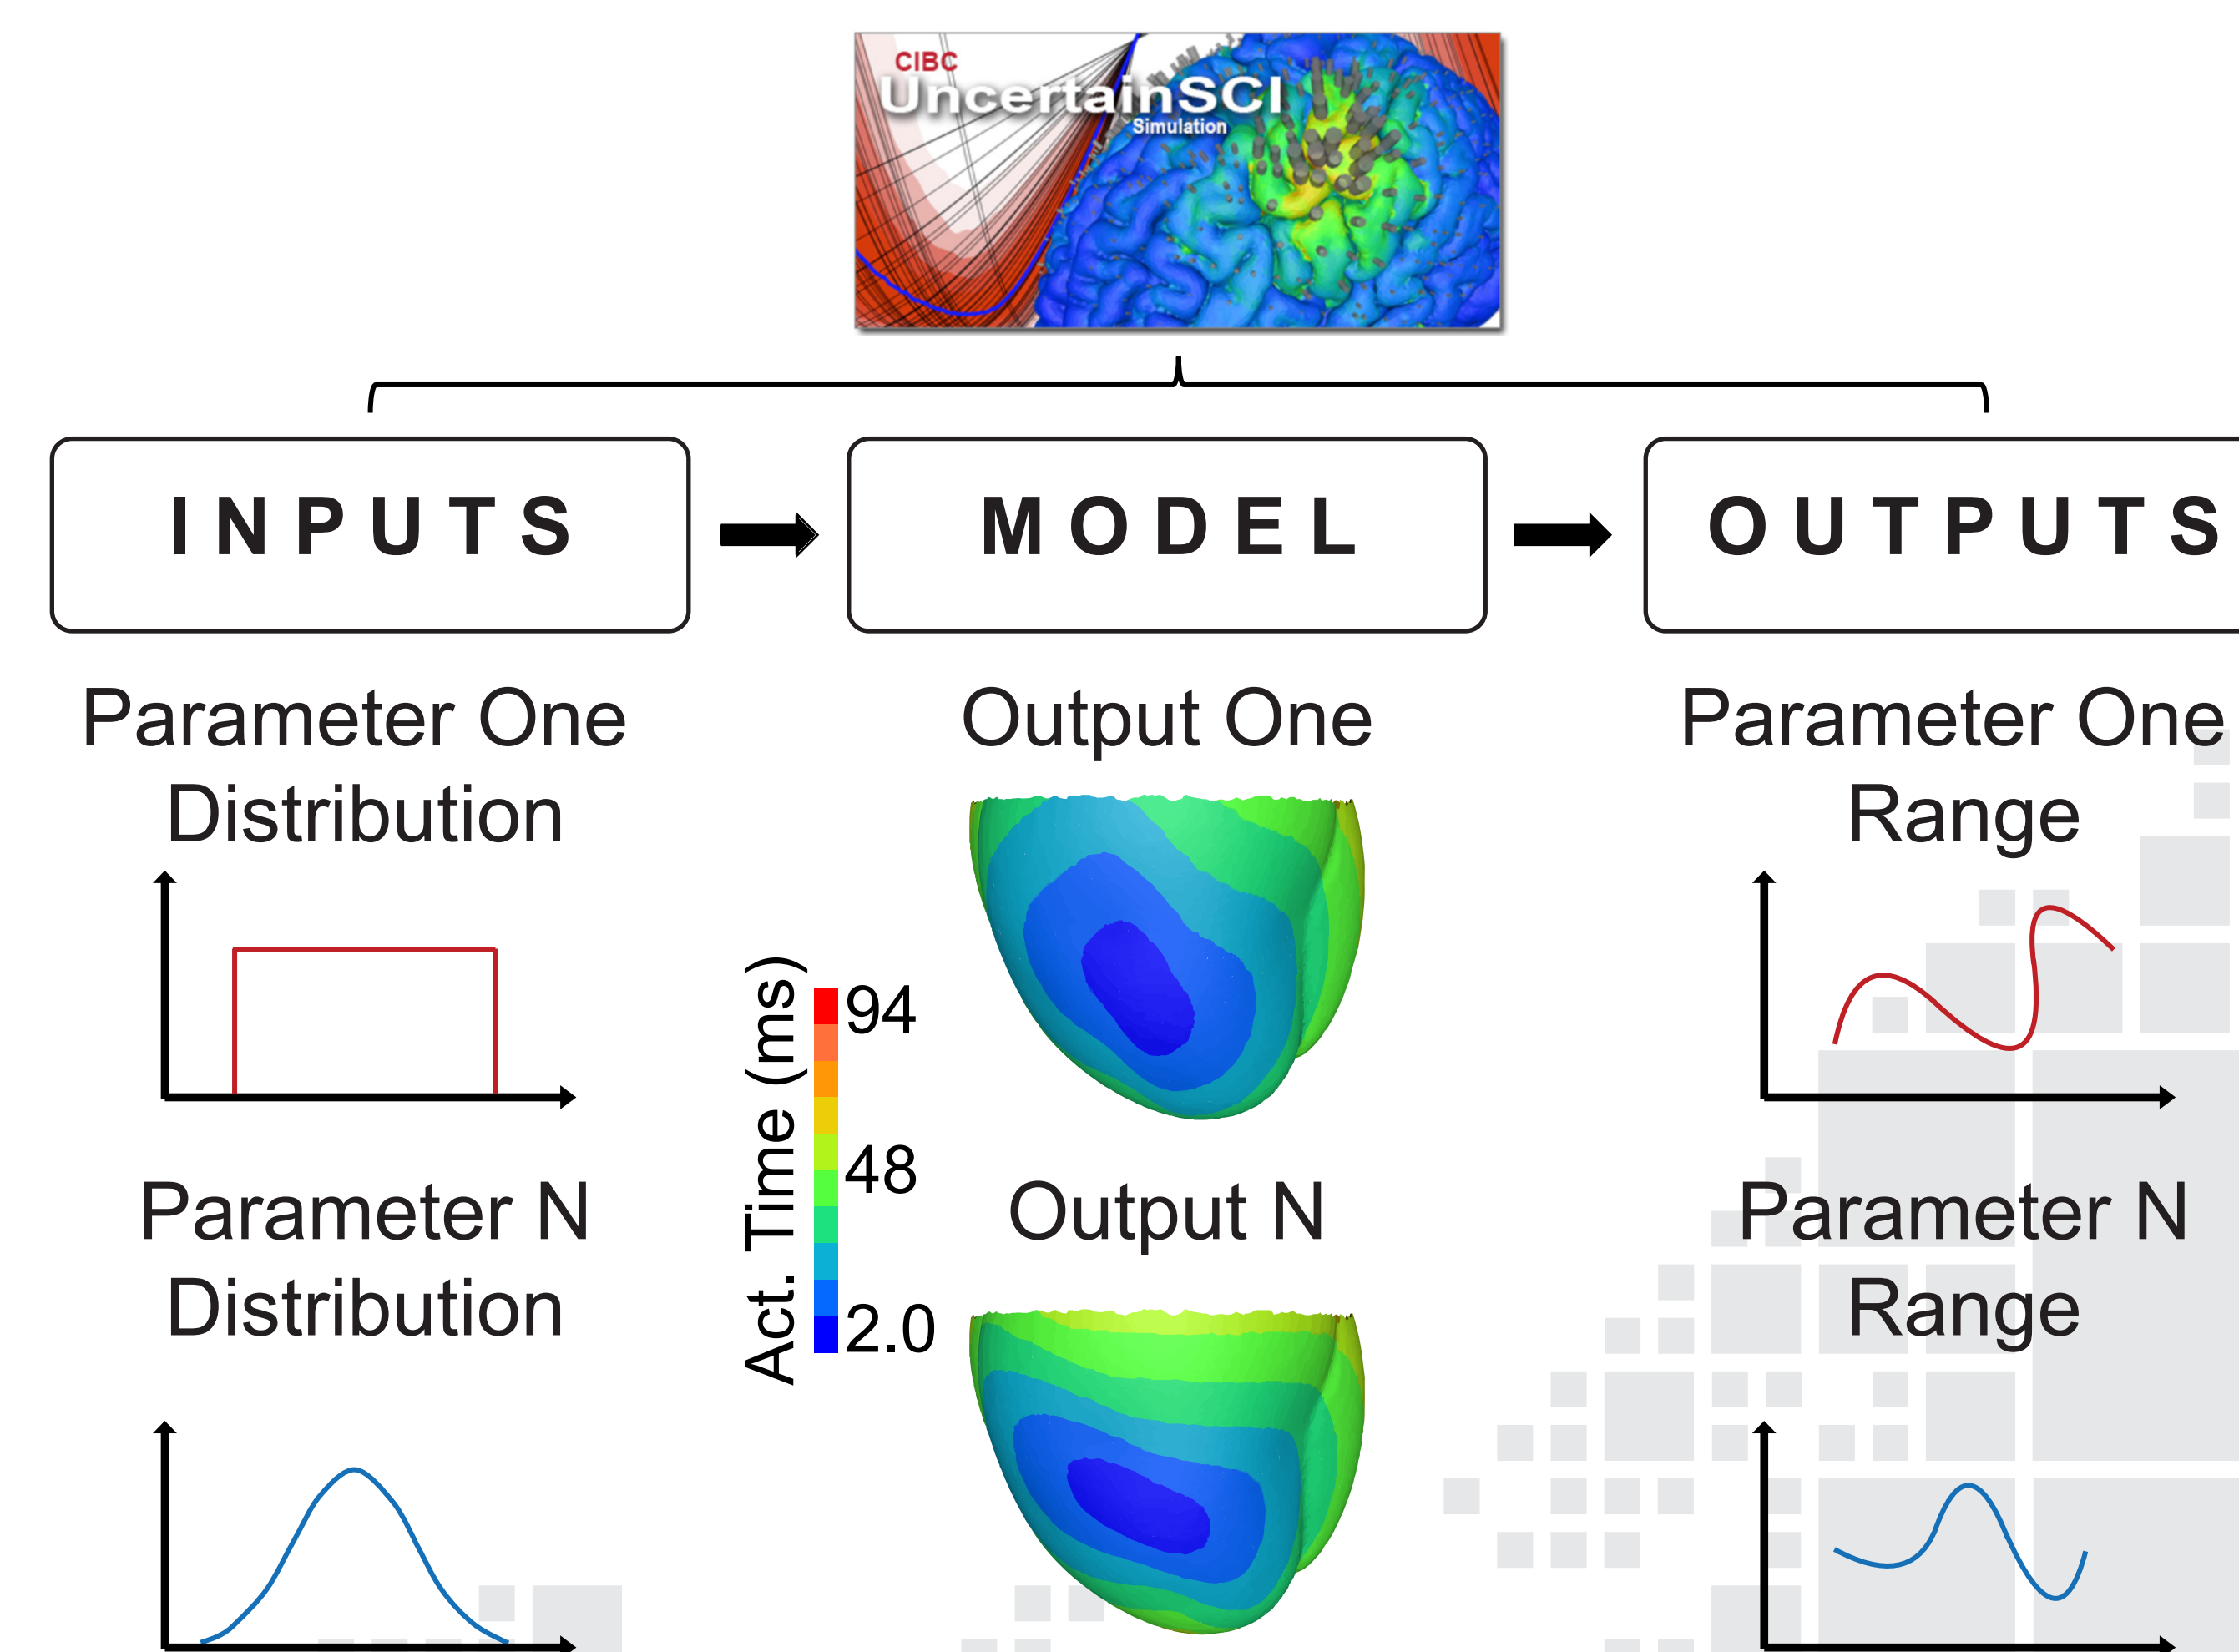 CIBC
UncertainSCI
Simulation
INPUTS
MODEL
OUTPUTS
Parameter One
Distribution
Output One
Parameter One
Range
Act. Time (ms)
94
48
2.0
Parameter N
Distribution
Output N
Parameter N
Range